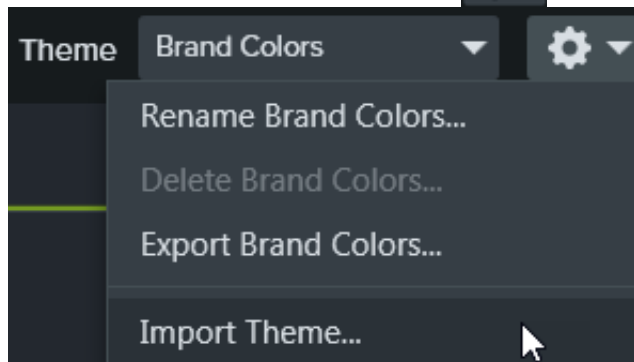 Theme Brand Colors
Rename Brand Colors...
Delete Brand Colors...
Export Brand Colors...
Import Theme...